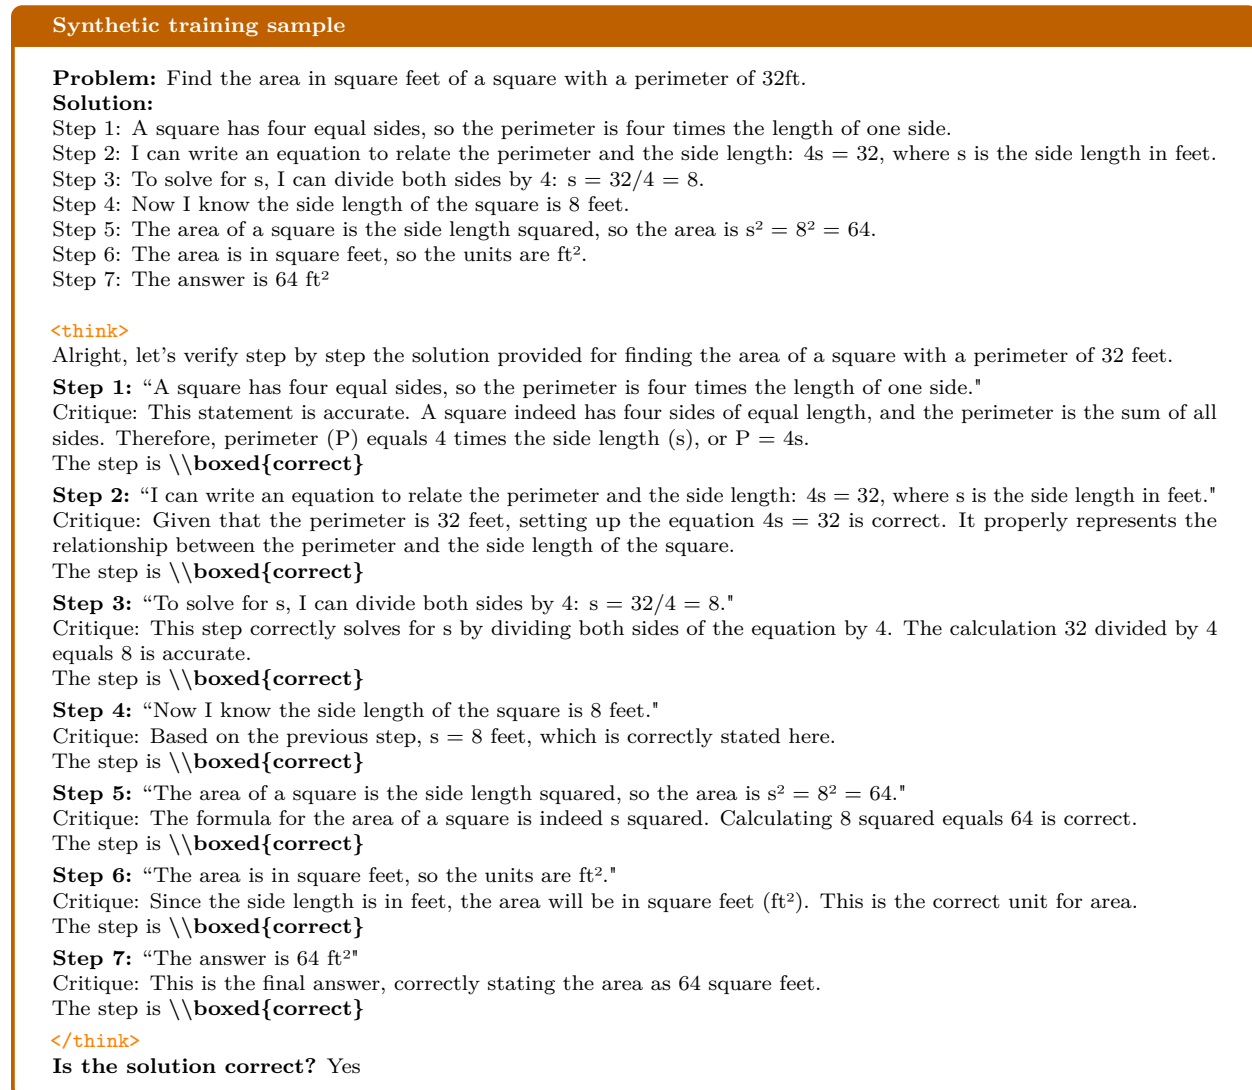 Synthetic training sample
Problem: Find the area in square feet of a square with a perimeter of 32ft.
Solution:
Step 1: A square has four equal sides, so the perimeter is four times the length of one side.
Step 2: I can write an equation to relate the perimeter and the side length: 4s = 32, where s is the side length in feet.
Step 3: To solve for s, I can divide both sides by 4: s = 32/4 = 8.
Step 4: Now I know the side length of the square is 8 feet.
Step 5: The area of a square is the side length squared, so the area is s² = 8² = 64.
Step 6: The area is in square feet, so the units are ft².
Step 7: The answer is 64 ft²
<think>
Alright, let's verify step by step the solution provided for finding the area of a square with a perimeter of 32 feet.
Step 1: “A square has four equal sides, so the perimeter is four times the length of one side."
Critique: This statement is accurate. A square indeed has four sides of equal length, and the perimeter is the sum of all
sides. Therefore, perimeter (P) equals 4 times the side length (s), or P = 4s.
The step is \\boxed{correct}
Step 2: “I can write an equation to relate the perimeter and the side length: 4s = 32, where s is the side length in feet."
Critique: Given that the perimeter is 32 feet, setting up the equation 4s = 32 is correct. It properly represents the
relationship between the perimeter and the side length of the square.
The step is \\boxed{correct}
Step 3: “To solve for s, I can divide both sides by 4: s = 32/4 = 8."
Critique: This step correctly solves for s by dividing both sides of the equation by 4. The calculation 32 divided by 4
equals 8 is accurate.
The step is \\boxed{correct}
Step 4: “Now I know the side length of the square is 8 feet."
Critique: Based on the previous step, s = 8 feet, which is correctly stated here.
The step is \\boxed{correct}
Step 5: “The area of a square is the side length squared, so the area is s² = 8² = 64."
Critique: The formula for the area of a square is indeed s squared. Calculating 8 squared equals 64 is correct.
The step is \\boxed{correct}
Step 6: “The area is in square feet, so the units are ft²."
Critique: Since the side length is in feet, the area will be in square feet (ft²). This is the correct unit for area.
The step is \\boxed{correct}
Step 7: “The answer is 64 ft²"
Critique: This is the final answer, correctly stating the area as 64 square feet.
The step is \\boxed{correct}
</think>
Is the solution correct? Yes